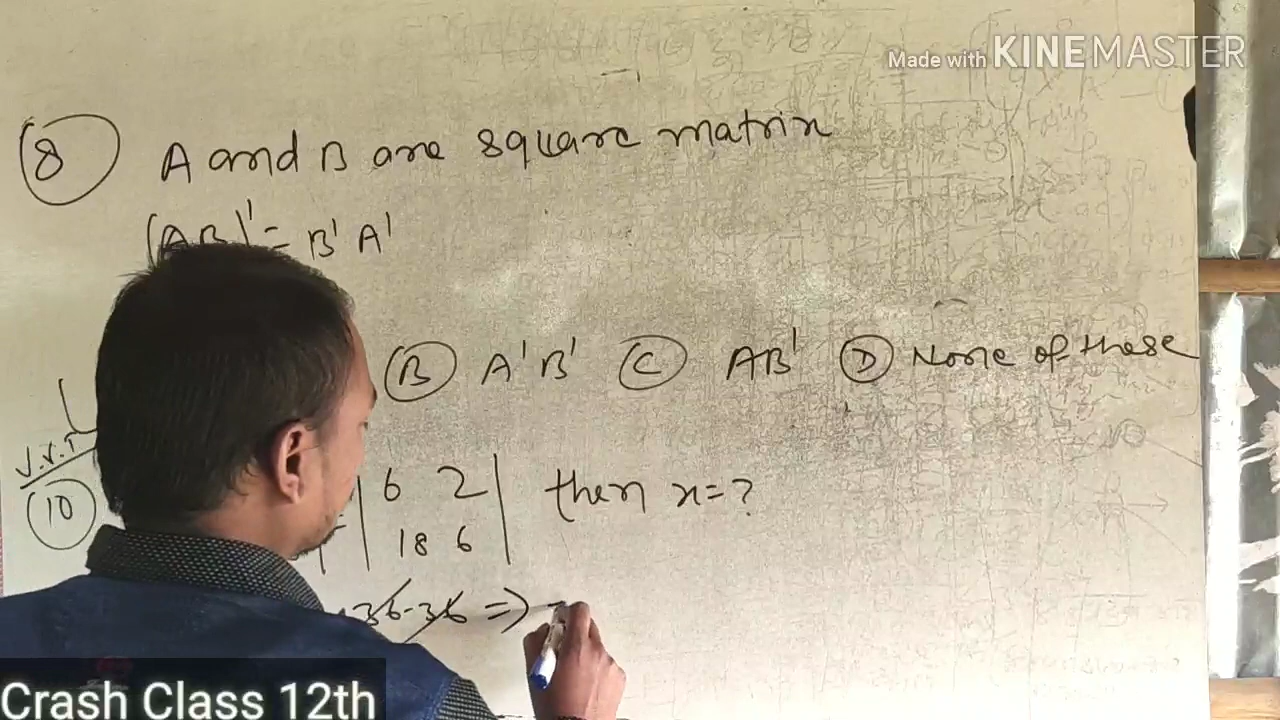 Made with KINEMASTER
(8) A and B are square matrix
(AB)' = B' A'
(B) A' B' (C) AB' (D) None of these
V.V.I
(10) | 6 2 | then x=?
18 6
36-36 =>
Crash Class 12th